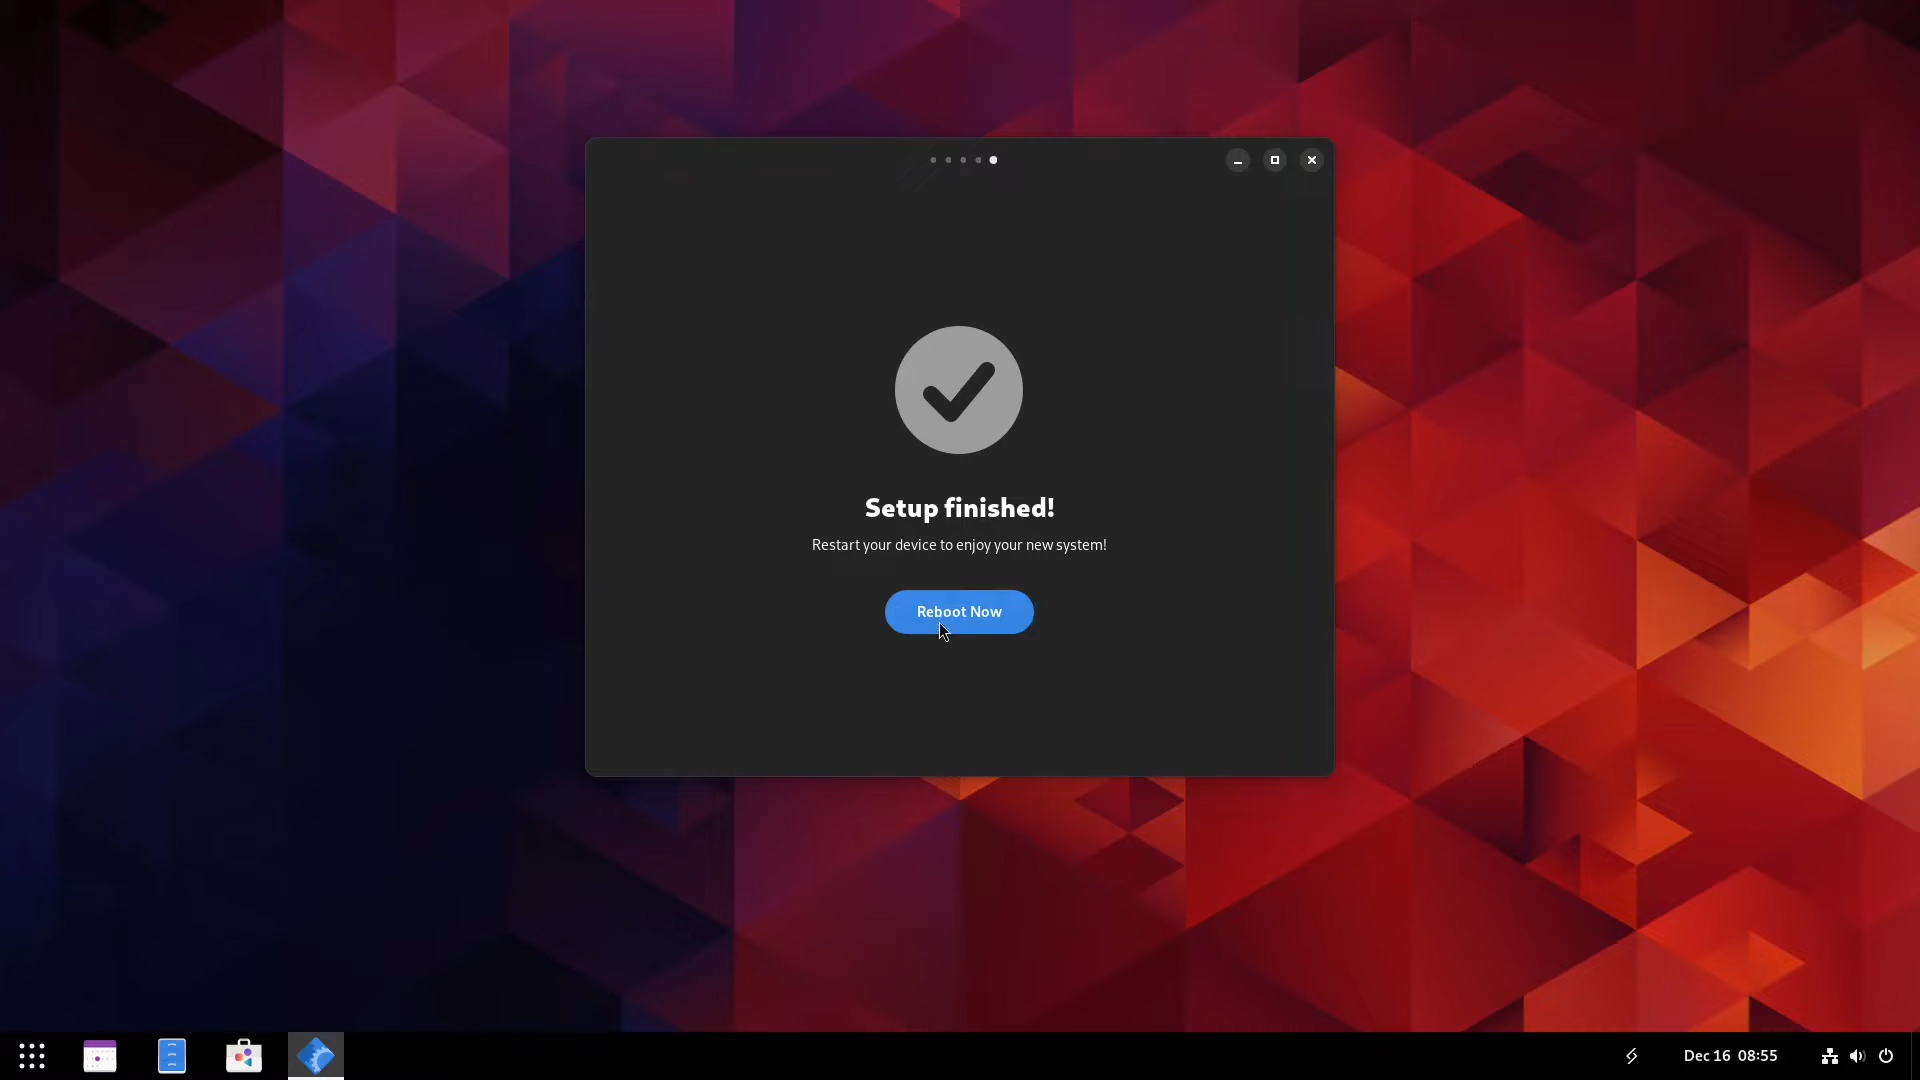 Setup finished!
Restart your device to enjoy your new system!
Reboot Now
Dec 16 08:55